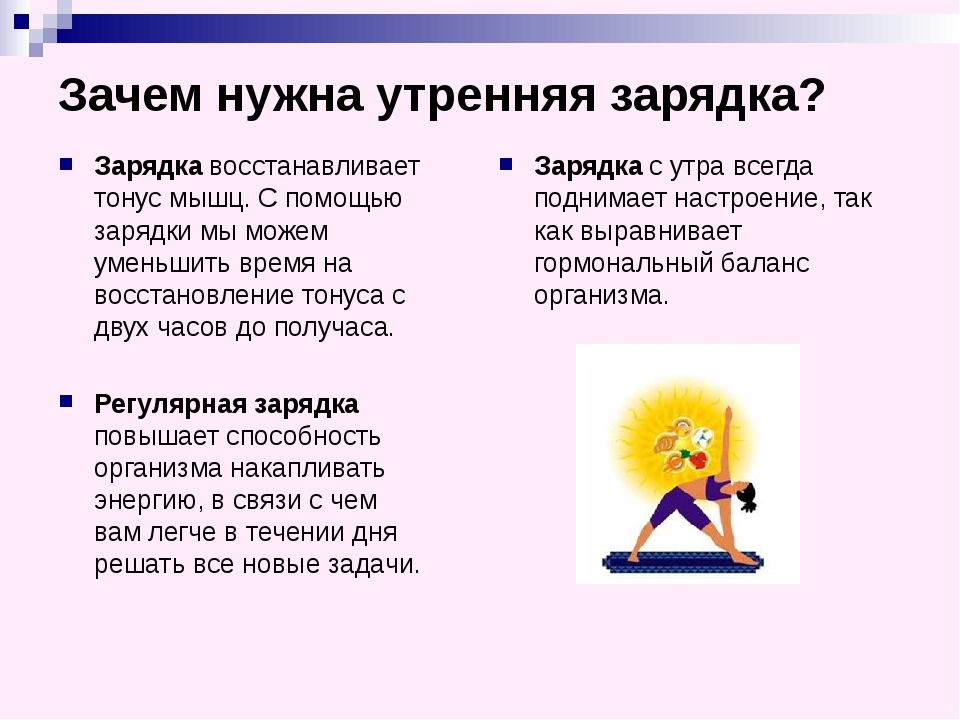 Зачем нужна утренняя зарядка?
Зарядка восстанавливает
тонус мышц. С помощью
зарядки мы можем
уменьшить время на
восстановление тонуса с
двух часов до получаса.
Регулярная зарядка
повышает способность
организма накапливать
энергию, в связи с чем
вам легче в течении дня
решать все новые задачи.
Зарядка с утра всегда
поднимает настроение, так
как выравнивает
гормональный баланс
организма.